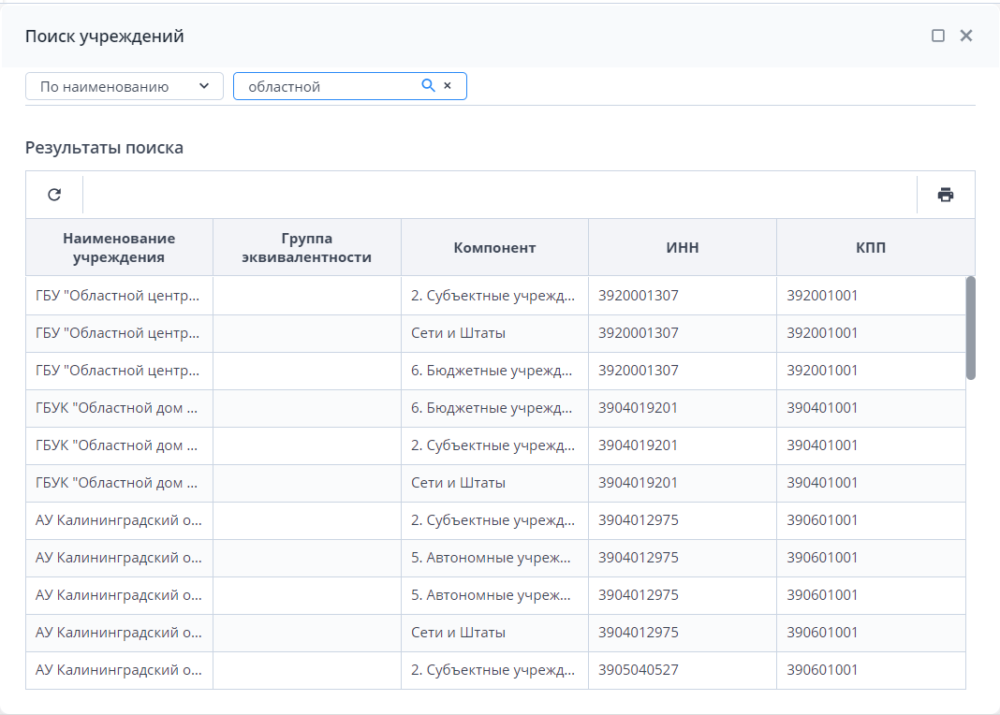 Поиск учреждений
По наименованию
областной
Результаты поиска
Наименование учреждения Группа эквивалентности Компонент ИНН КПП
ГБУ "Областной центр... 2. Субъектные учрежд... 3920001307 392001001
ГБУ "Областной центр... Сети и Штаты 3920001307 392001001
ГБУ "Областной центр... 6. Бюджетные учрежд... 3920001307 392001001
ГБУК "Областной дом ... 6. Бюджетные учрежд... 3904019201 390401001
ГБУК "Областной дом ... 2. Субъектные учрежд... 3904019201 390401001
ГБУК "Областной дом ... Сети и Штаты 3904019201 390401001
АУ Калининградский о... 2. Субъектные учрежд... 3904012975 390601001
АУ Калининградский о... 5. Автономные учреж... 3904012975 390601001
АУ Калининградский о... 5. Автономные учреж... 3904012975 390601001
АУ Калининградский о... Сети и Штаты 3904012975 390601001
АУ Калининградский о... 2. Субъектные учрежд... 3905040527 390601001